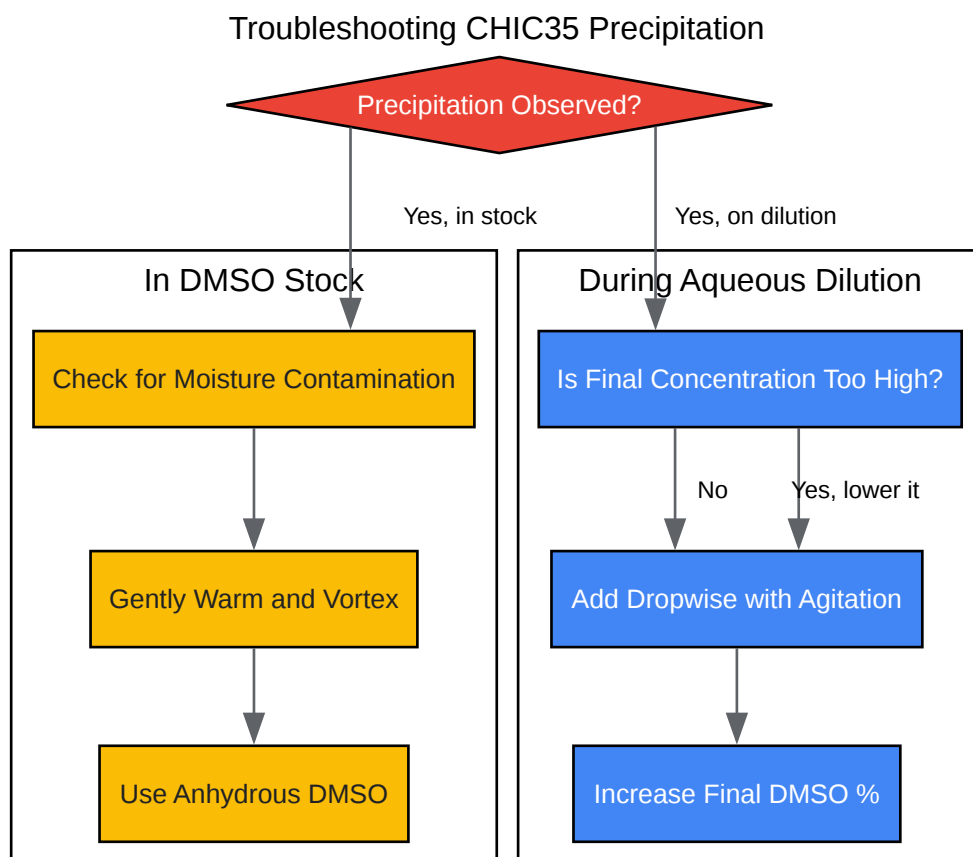 Troubleshooting CHIC35 Precipitation
Precipitation Observed?
Yes, in stock
Yes, on dilution
In DMSO Stock
During Aqueous Dilution
Check for Moisture Contamination
Is Final Concentration Too High?
No
Yes, lower it
Gently Warm and Vortex
Add Dropwise with Agitation
Use Anhydrous DMSO
Increase Final DMSO %